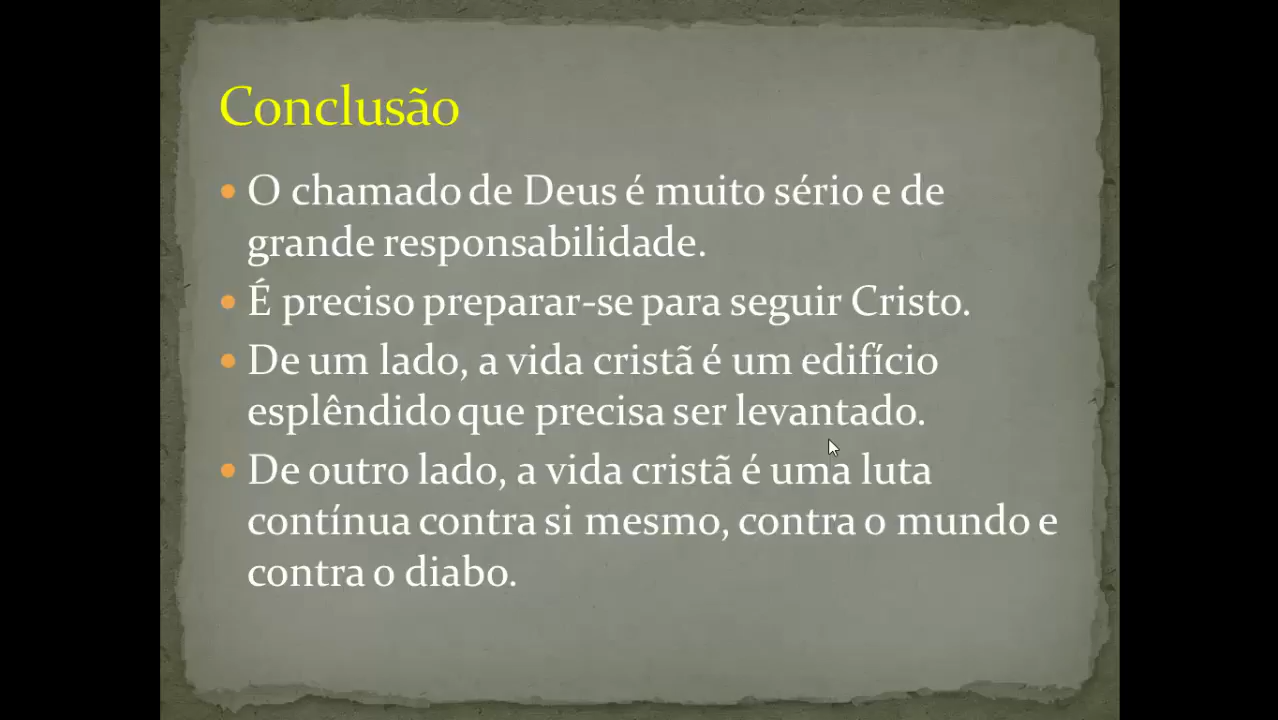 Conclusão
• O chamado de Deus é muito sério e de
grande responsabilidade.
• É preciso preparar-se para seguir Cristo.
• De um lado, a vida cristã é um edifício
esplêndido que precisa ser levantado.
• De outro lado, a vida cristã é uma luta
contínua contra si mesmo, contra o mundo e
contra o diabo.